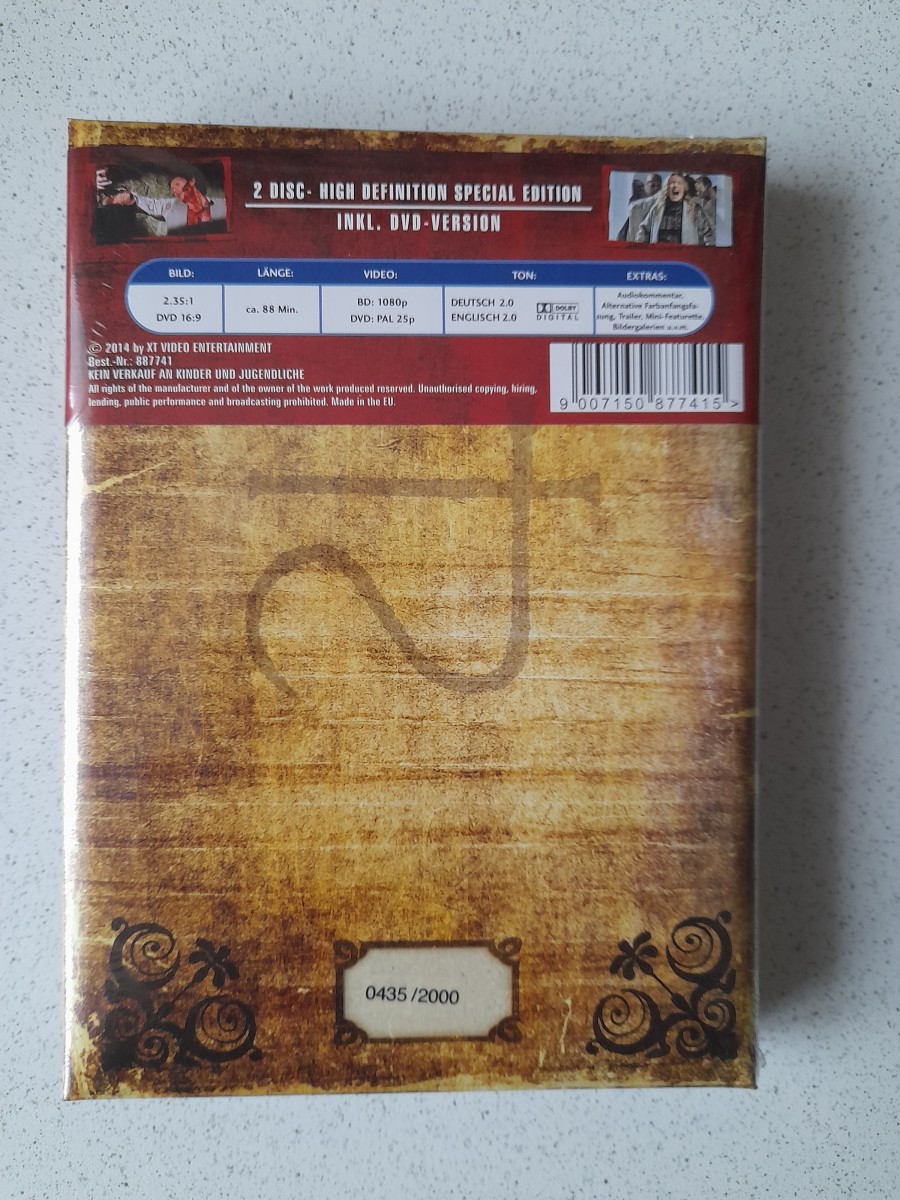 2 DISC- HIGH DEFINITION SPECIAL EDITION
INKL. DVD-VERSION
BILD:
2.35:1
DVD 16:9
LÄNGE:
ca. 88 Min.
VIDEO:
BD: 1080p
DVD: PAL 25p
TON:
DEUTSCH 2.0
ENGLISCH 2.0
DOLBY
DIGITAL
EXTRAS:
Audiokommentar,
Alternative Farbanfangsfa-
sung, Trailer, Mini-Featurette,
Bildergalerien u.v.m.
© 2014 by XT VIDEO ENTERTAINMENT
Best.-Nr.: 887741
KEIN VERKAUF AN KINDER UND JUGENDLICHE
All rights of the manufacturer and of the owner of the work produced reserved. Unauthorised copying, hiring,
lending, public performance and broadcasting prohibited. Made in the EU.
9 007150 877415 >
0435 /2000